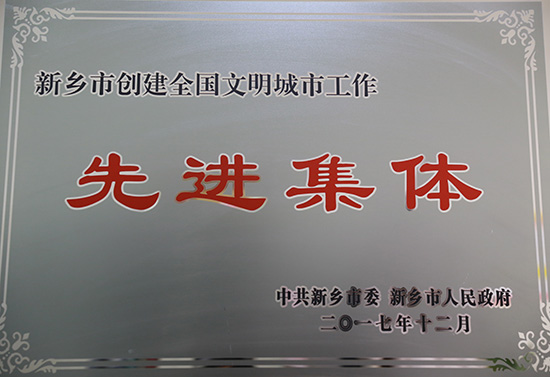 新乡市创建全国文明城市工作
先进集体
中共新乡市委 新乡市人民政府
二〇一七年十二月